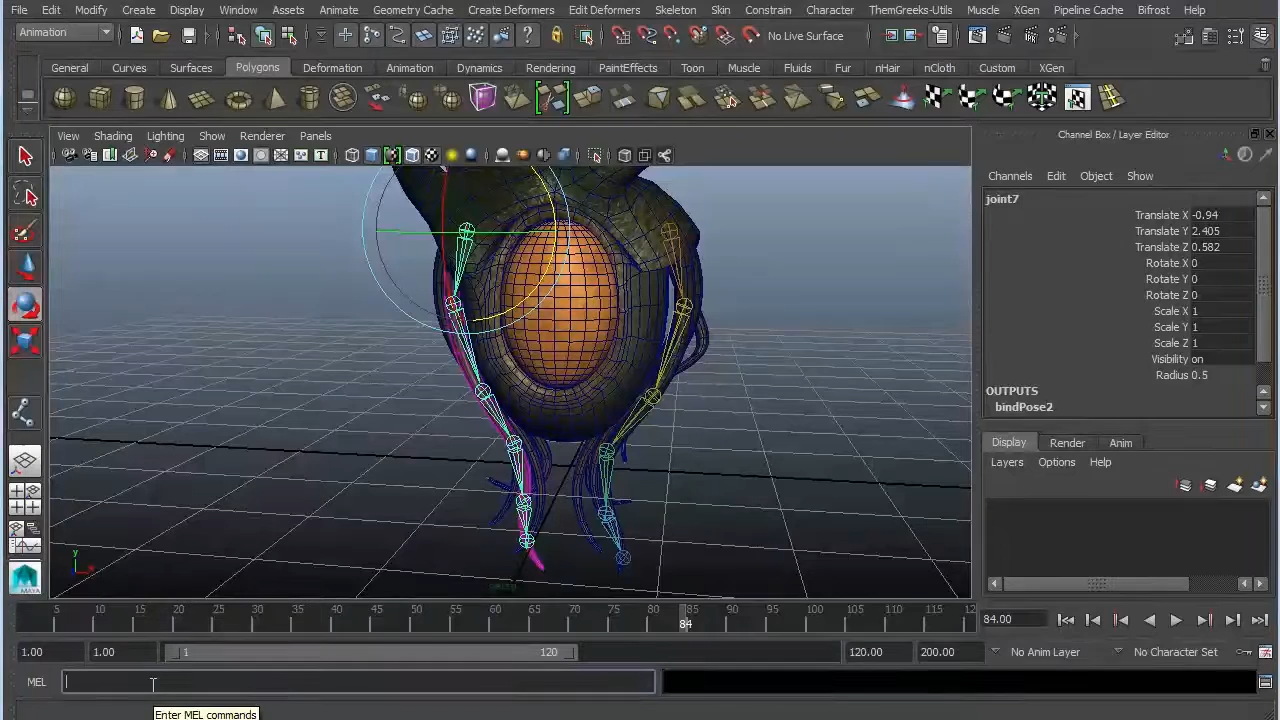 File Edit Modify Create Display Window Assets Animate Geometry Cache Create Deformers Edit Deformers Skeleton Skin Constrain Character ThemGreeks-Utils Muscle XGen Pipeline Cache Bifrost Help
Animation No Live Surface
General Curves Surfaces Polygons Deformation Animation Dynamics Rendering PaintEffects Toon Muscle Fluids Fur nHair nCloth Custom XGen
Channel Box / Layer Editor
View Shading Lighting Show Renderer Panels
Channels Edit Object Show
joint7
Translate X -0.94
Translate Y 2.405
Translate Z 0.582
Rotate X 0
Rotate Y 0
Rotate Z 0
Scale X 1
Scale Y 1
Scale Z 1
Visibility on
Radius 0.5
OUTPUTS
bindPose2
Display Render Anim
Layers Options Help
y
MAYA
5 10 15 20 25 30 35 40 45 50 55 60 65 70 75 80 85 90 95 100 105 110 115 12
84
84.00
1.00 1.00 1 120 120.00 200.00 No Anim Layer No Character Set
MEL
Enter MEL commands